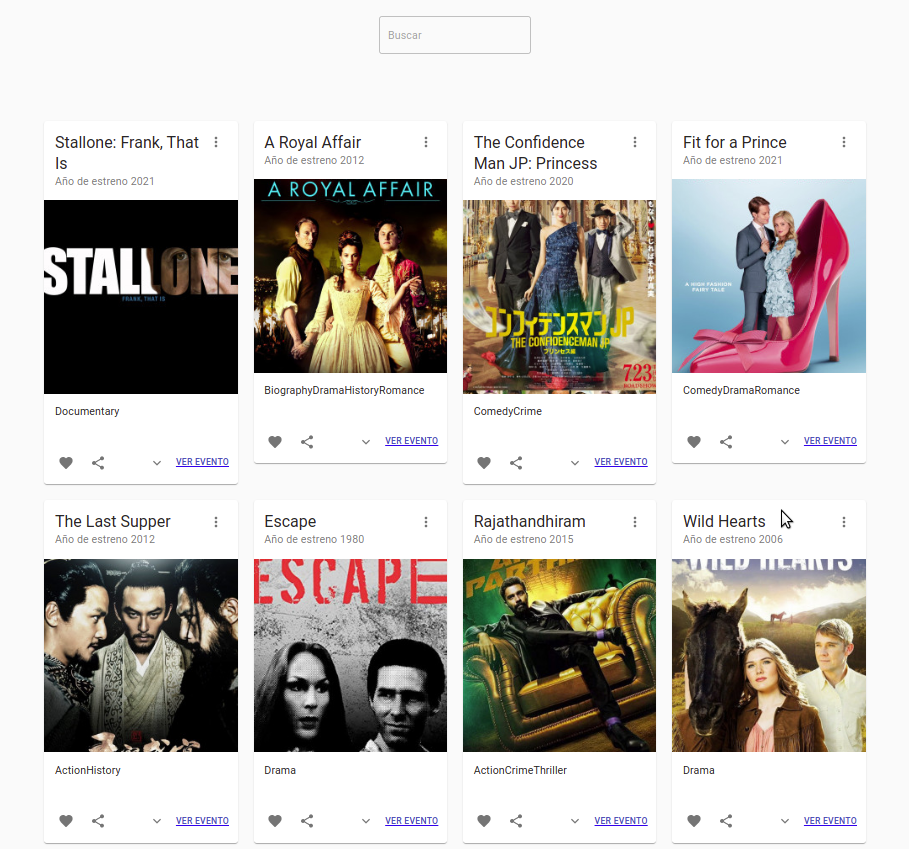 Buscar
Stallone: Frank, That
Is
Año de estreno 2021
STALLONE
FRANK, THAT IS
Documentary
VER EVENTO
A Royal Affair
Año de estreno 2012
A ROYAL AFFAIR
BiographyDramaHistoryRomance
VER EVENTO
The Confidence
Man JP: Princess
Año de estreno 2020
コンフィデンスマンJP
THE CONFIDENCEMAN JP
プリンセス編
7.23
ComedyCrime
VER EVENTO
Fit for a Prince
Año de estreno 2021
A HIGH FASHION
FAIRY TALE
ComedyDramaRomance
VER EVENTO
The Last Supper
Año de estreno 2012
ActionHistory
VER EVENTO
Escape
Año de estreno 1980
ESCAPE
Drama
VER EVENTO
Rajathandhiram
Año de estreno 2015
ActionCrimeThriller
VER EVENTO
Wild Hearts
Año de estreno 2006
WILD HEARTS
Drama
VER EVENTO